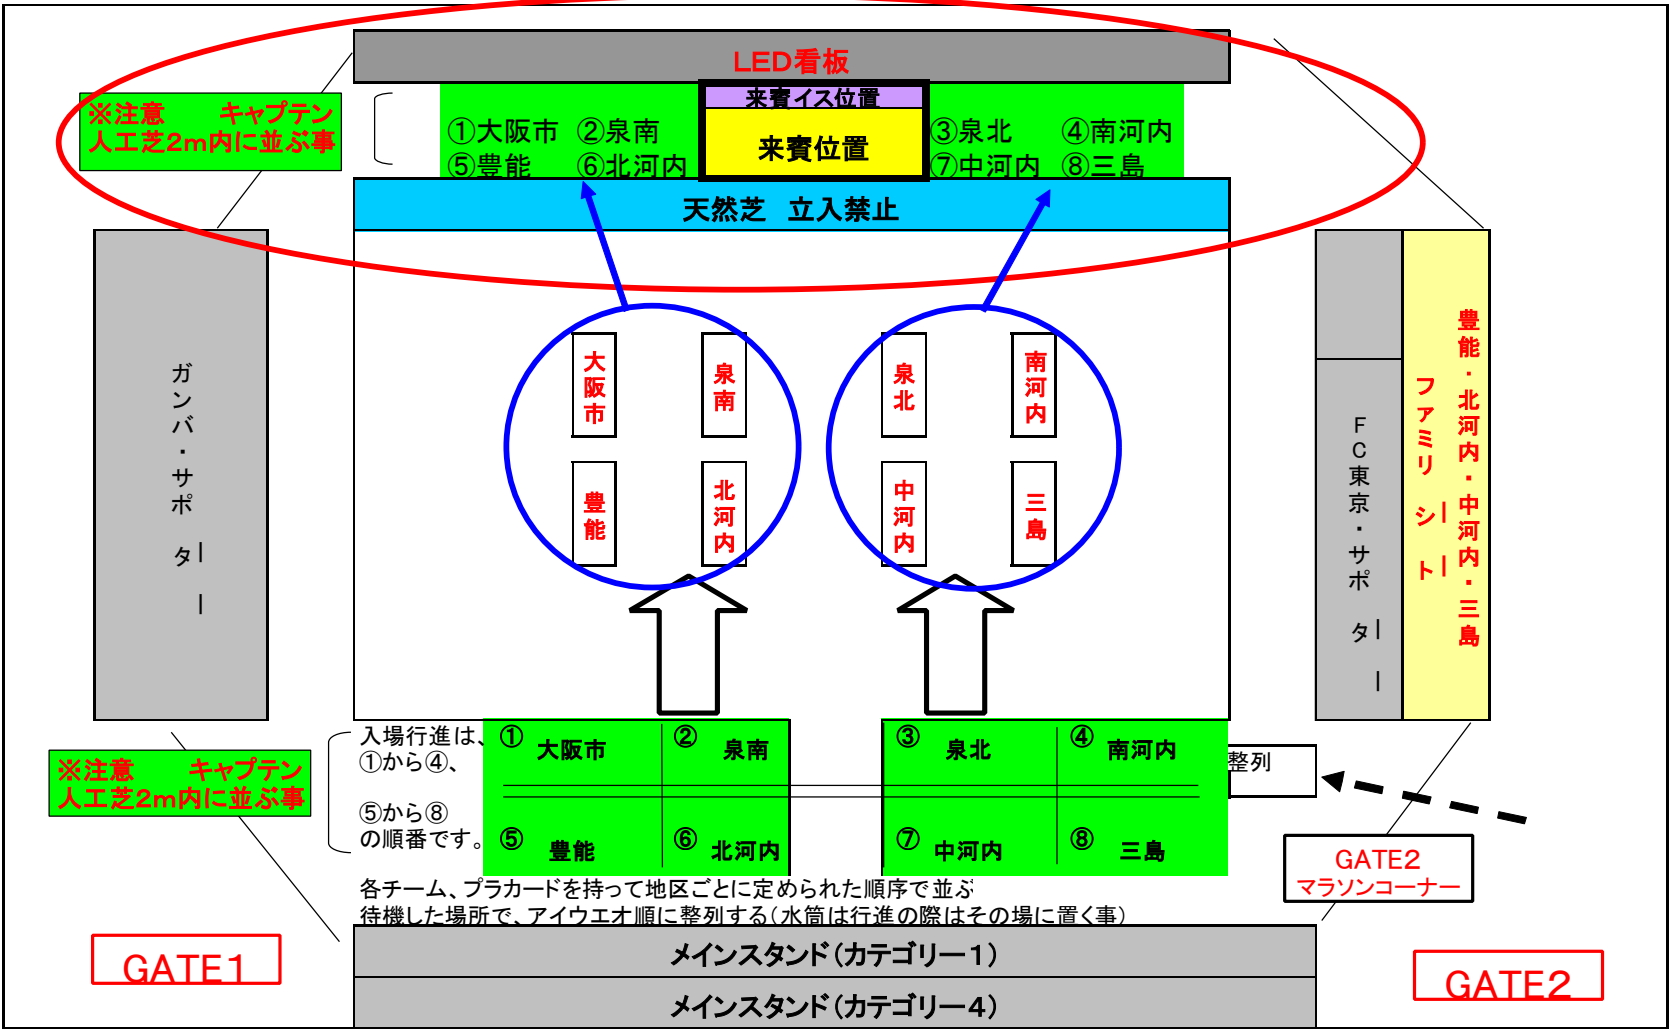 LED看板
※注意　　キャプテン
人工芝2m内に並ぶ事
来賓イス位置
来賓位置
①大阪市　②泉南
⑤豊能　⑥北河内
③泉北　④南河内
⑦中河内　⑧三島
天然芝　立入禁止
ガンバ・サポーター
大阪市
泉南
泉北
南河内
豊能
北河内
中河内
三島
FC東京・サポーター
豊能・北河内・中河内・三島
ファミリーシート
※注意　　キャプテン
人工芝2m内に並ぶ事
入場行進は、
①から④、
⑤から⑧
の順番です。
① 大阪市
② 泉南
③ 泉北
④ 南河内
⑤ 豊能
⑥ 北河内
⑦ 中河内
⑧ 三島
整列
GATE2
マラソンコーナー
各チーム、プラカードを持って地区ごとに定められた順序で並ぶ
待機した場所で、アイウエオ順に整列する（水筒は行進の際はその場に置く事）
GATE1
メインスタンド（カテゴリー１）
メインスタンド（カテゴリー４）
GATE2